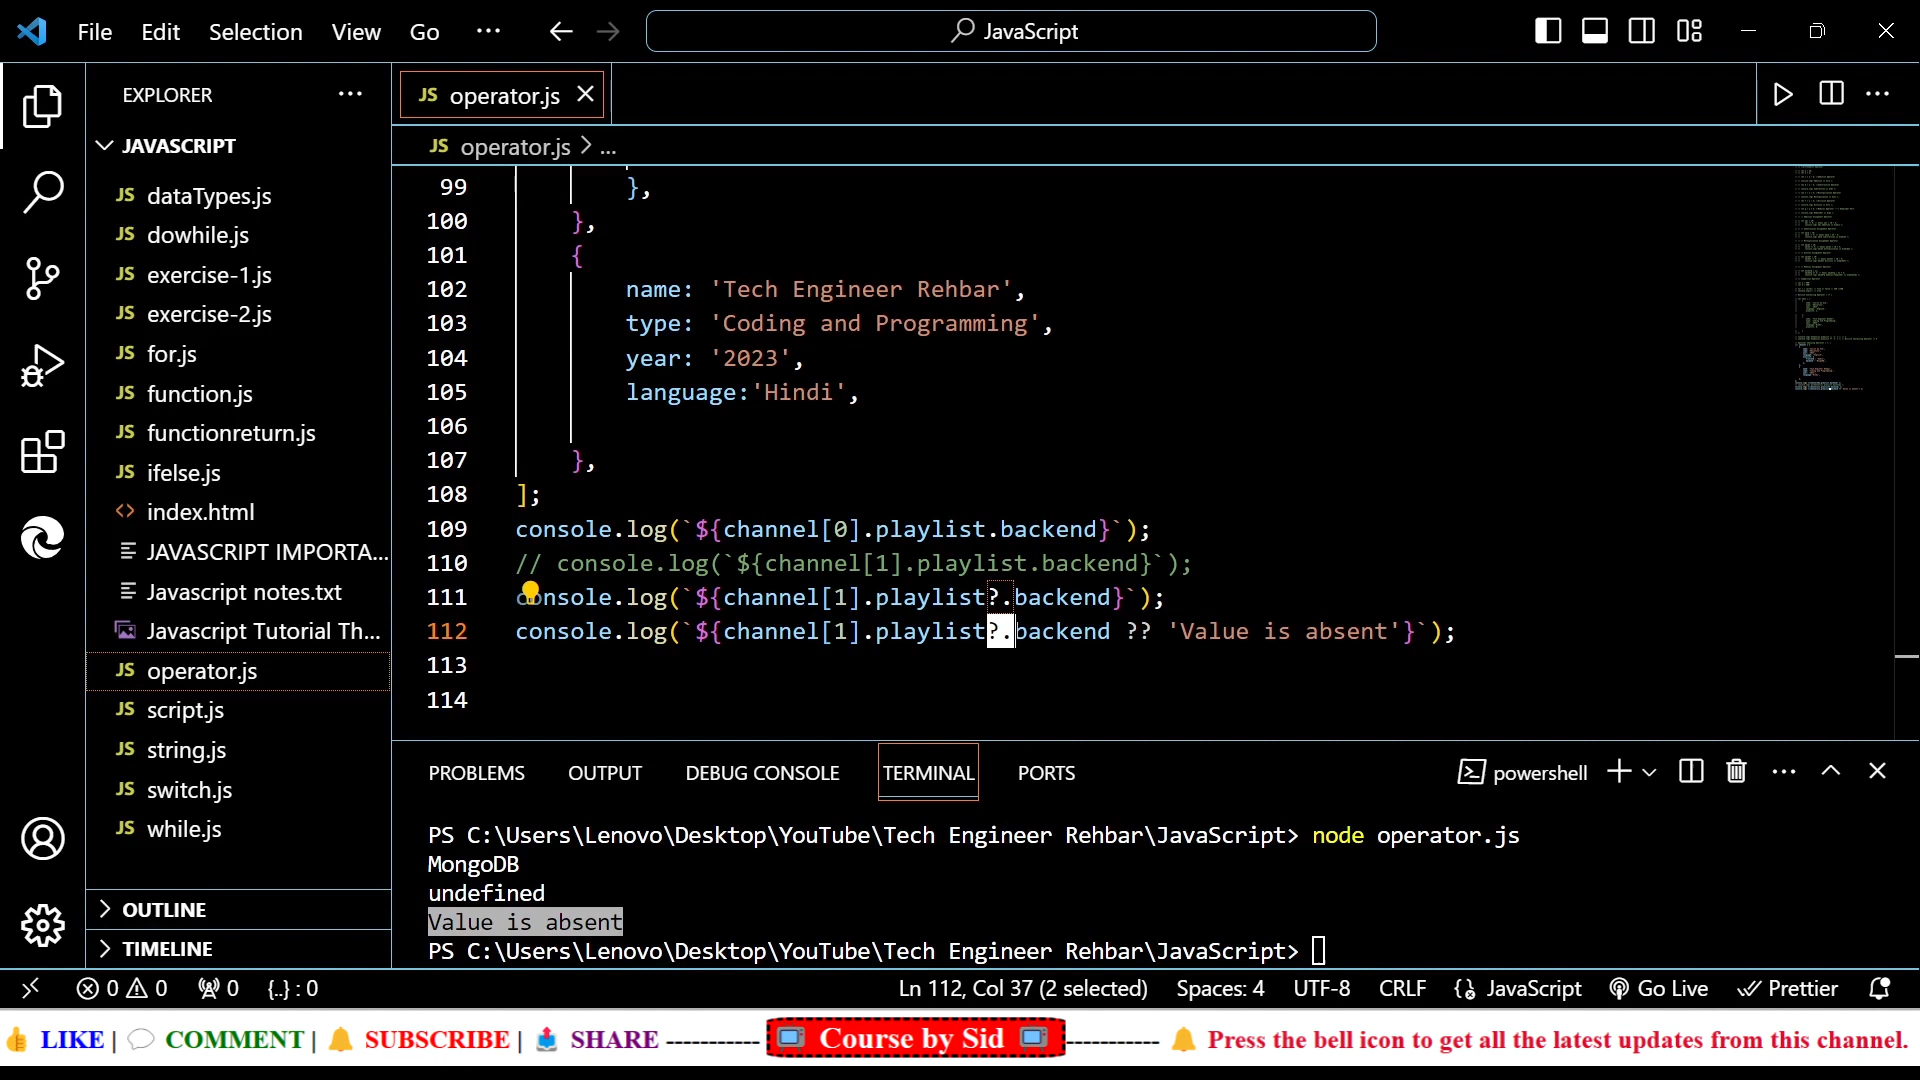 File Edit Selection View Go ··· JavaScript
EXPLORER ···
JS operator.js
JAVASCRIPT
JS operator.js > ...
JS dataTypes.js
JS dowhile.js
JS exercise-1.js
JS exercise-2.js
JS for.js
JS function.js
JS functionreturn.js
JS ifelse.js
<> index.html
JAVASCRIPT IMPORTA...
Javascript notes.txt
Javascript Tutorial Th...
JS operator.js
JS script.js
JS string.js
JS switch.js
JS while.js
OUTLINE
TIMELINE
99 },
100 },
101 {
102 name: 'Tech Engineer Rehbar',
103 type: 'Coding and Programming',
104 year: '2023',
105 language:'Hindi',
106
107 },
108 ];
109 console.log(`${channel[0].playlist.backend}`);
110 // console.log(`${channel[1].playlist.backend}`);
111 console.log(`${channel[1].playlist?.backend}`);
112 console.log(`${channel[1].playlist?.backend ?? 'Value is absent'}`);
113
114
PROBLEMS OUTPUT DEBUG CONSOLE TERMINAL PORTS powershell
PS C:\Users\Lenovo\Desktop\YouTube\Tech Engineer Rehbar\JavaScript> node operator.js
MongoDB
undefined
Value is absent
PS C:\Users\Lenovo\Desktop\YouTube\Tech Engineer Rehbar\JavaScript>
0 0 0 {..} : 0 Ln 112, Col 37 (2 selected) Spaces: 4 UTF-8 CRLF JavaScript Go Live Prettier
LIKE | COMMENT | SUBSCRIBE | SHARE ----------- Course by Sid ----------- Press the bell icon to get all the latest updates from this channel.